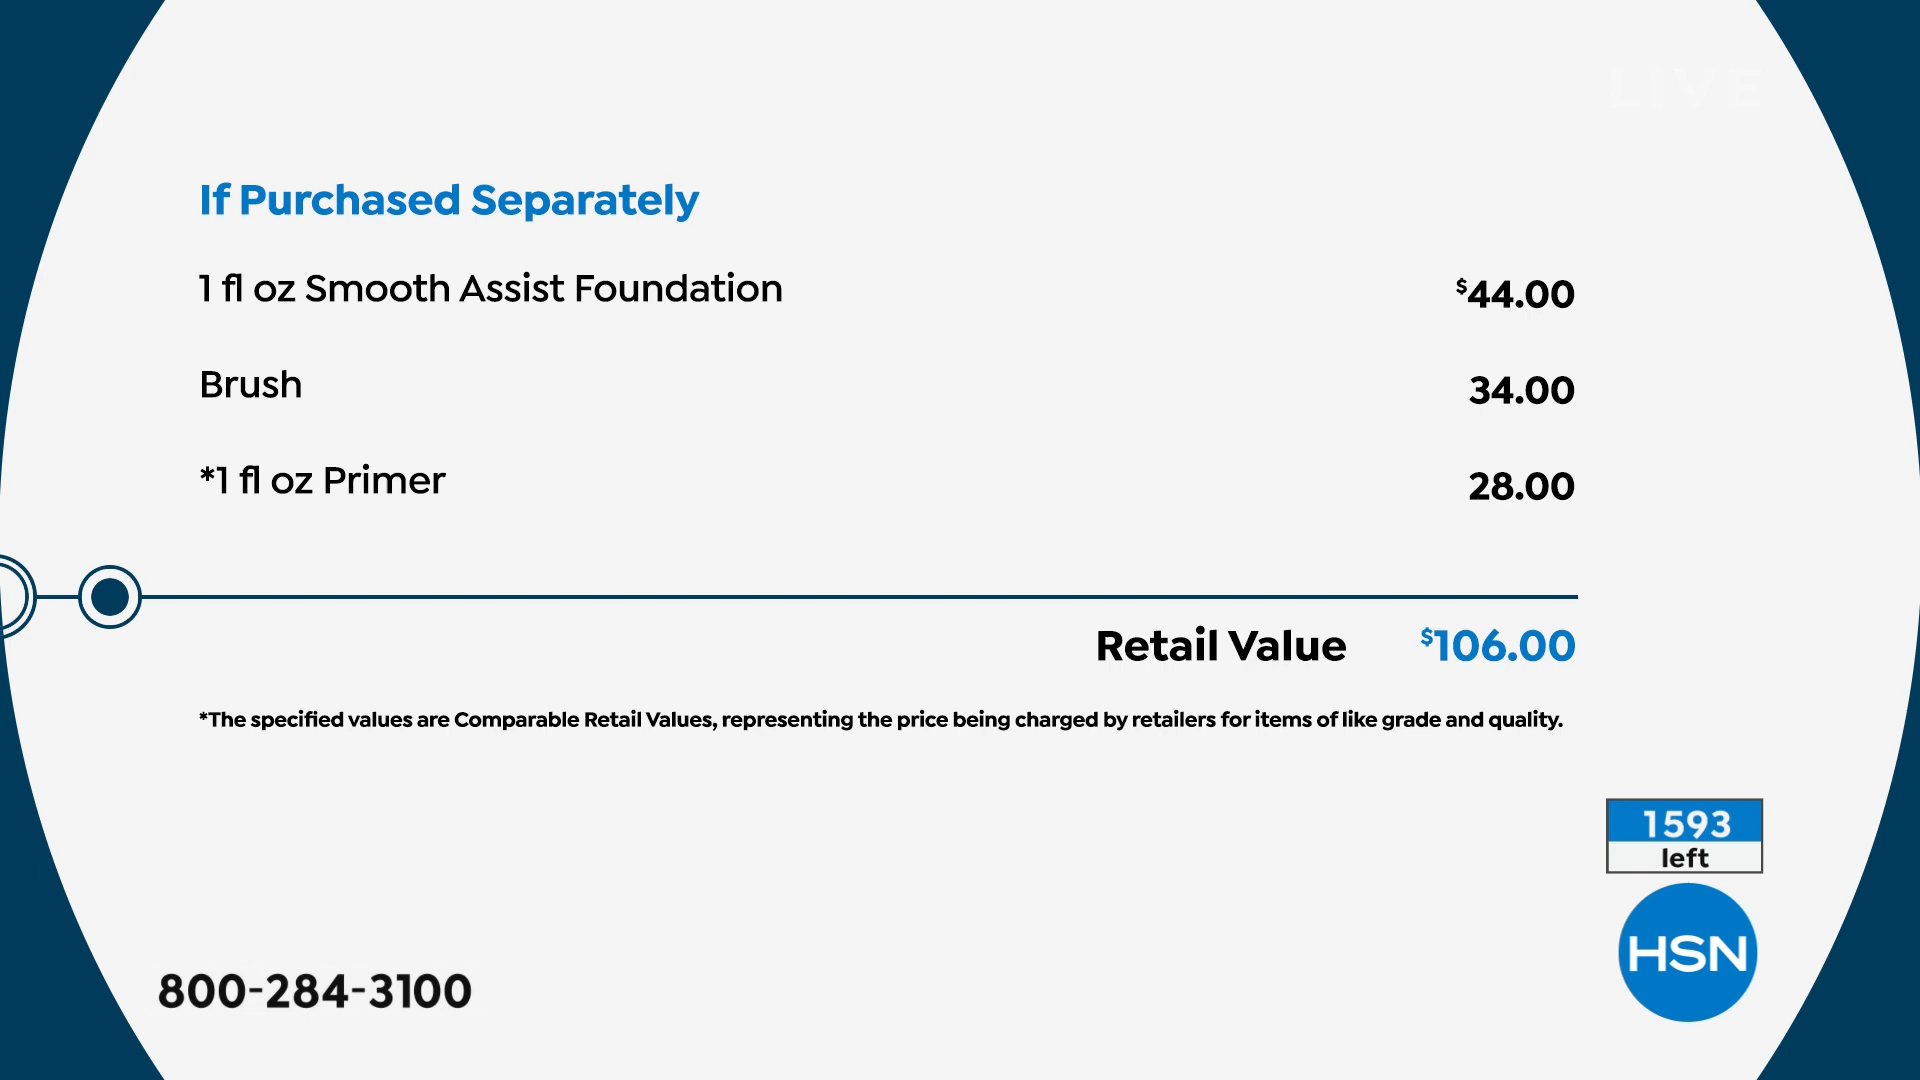 LIVE
If Purchased Separately
1 fl oz Smooth Assist Foundation $44.00
Brush 34.00
*1 fl oz Primer 28.00
Retail Value $106.00
*The specified values are Comparable Retail Values, representing the price being charged by retailers for items of like grade and quality.
1593
left
HSN
800-284-3100